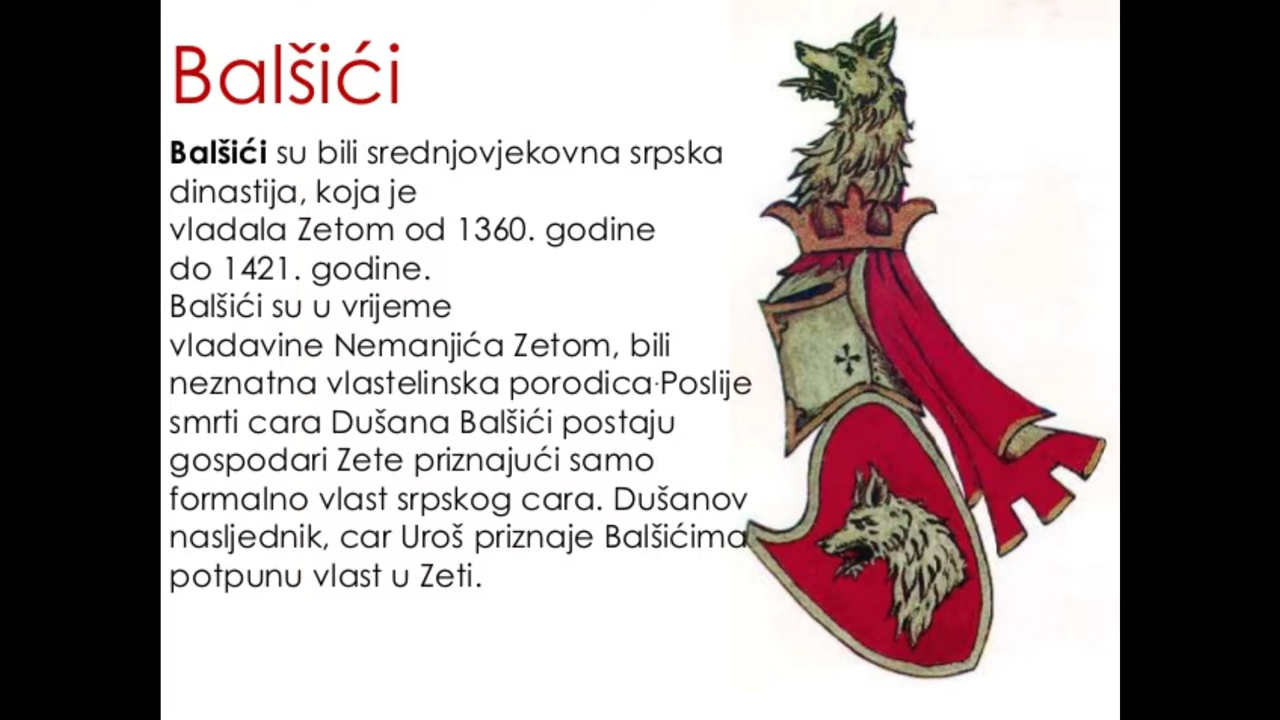 Balšići
Balšići su bili srednjovjekovna srpska
dinastija, koja je
vladala Zetom od 1360. godine
do 1421. godine.
Balšići su u vrijeme
vladavine Nemanjića Zetom, bili
neznatna vlastelinska porodica·Poslije
smrti cara Dušana Balšići postaju
gospodari Zete priznajući samo
formalno vlast srpskog cara. Dušanov
nasljednik, car Uroš priznaje Balšićima
potpunu vlast u Zeti.